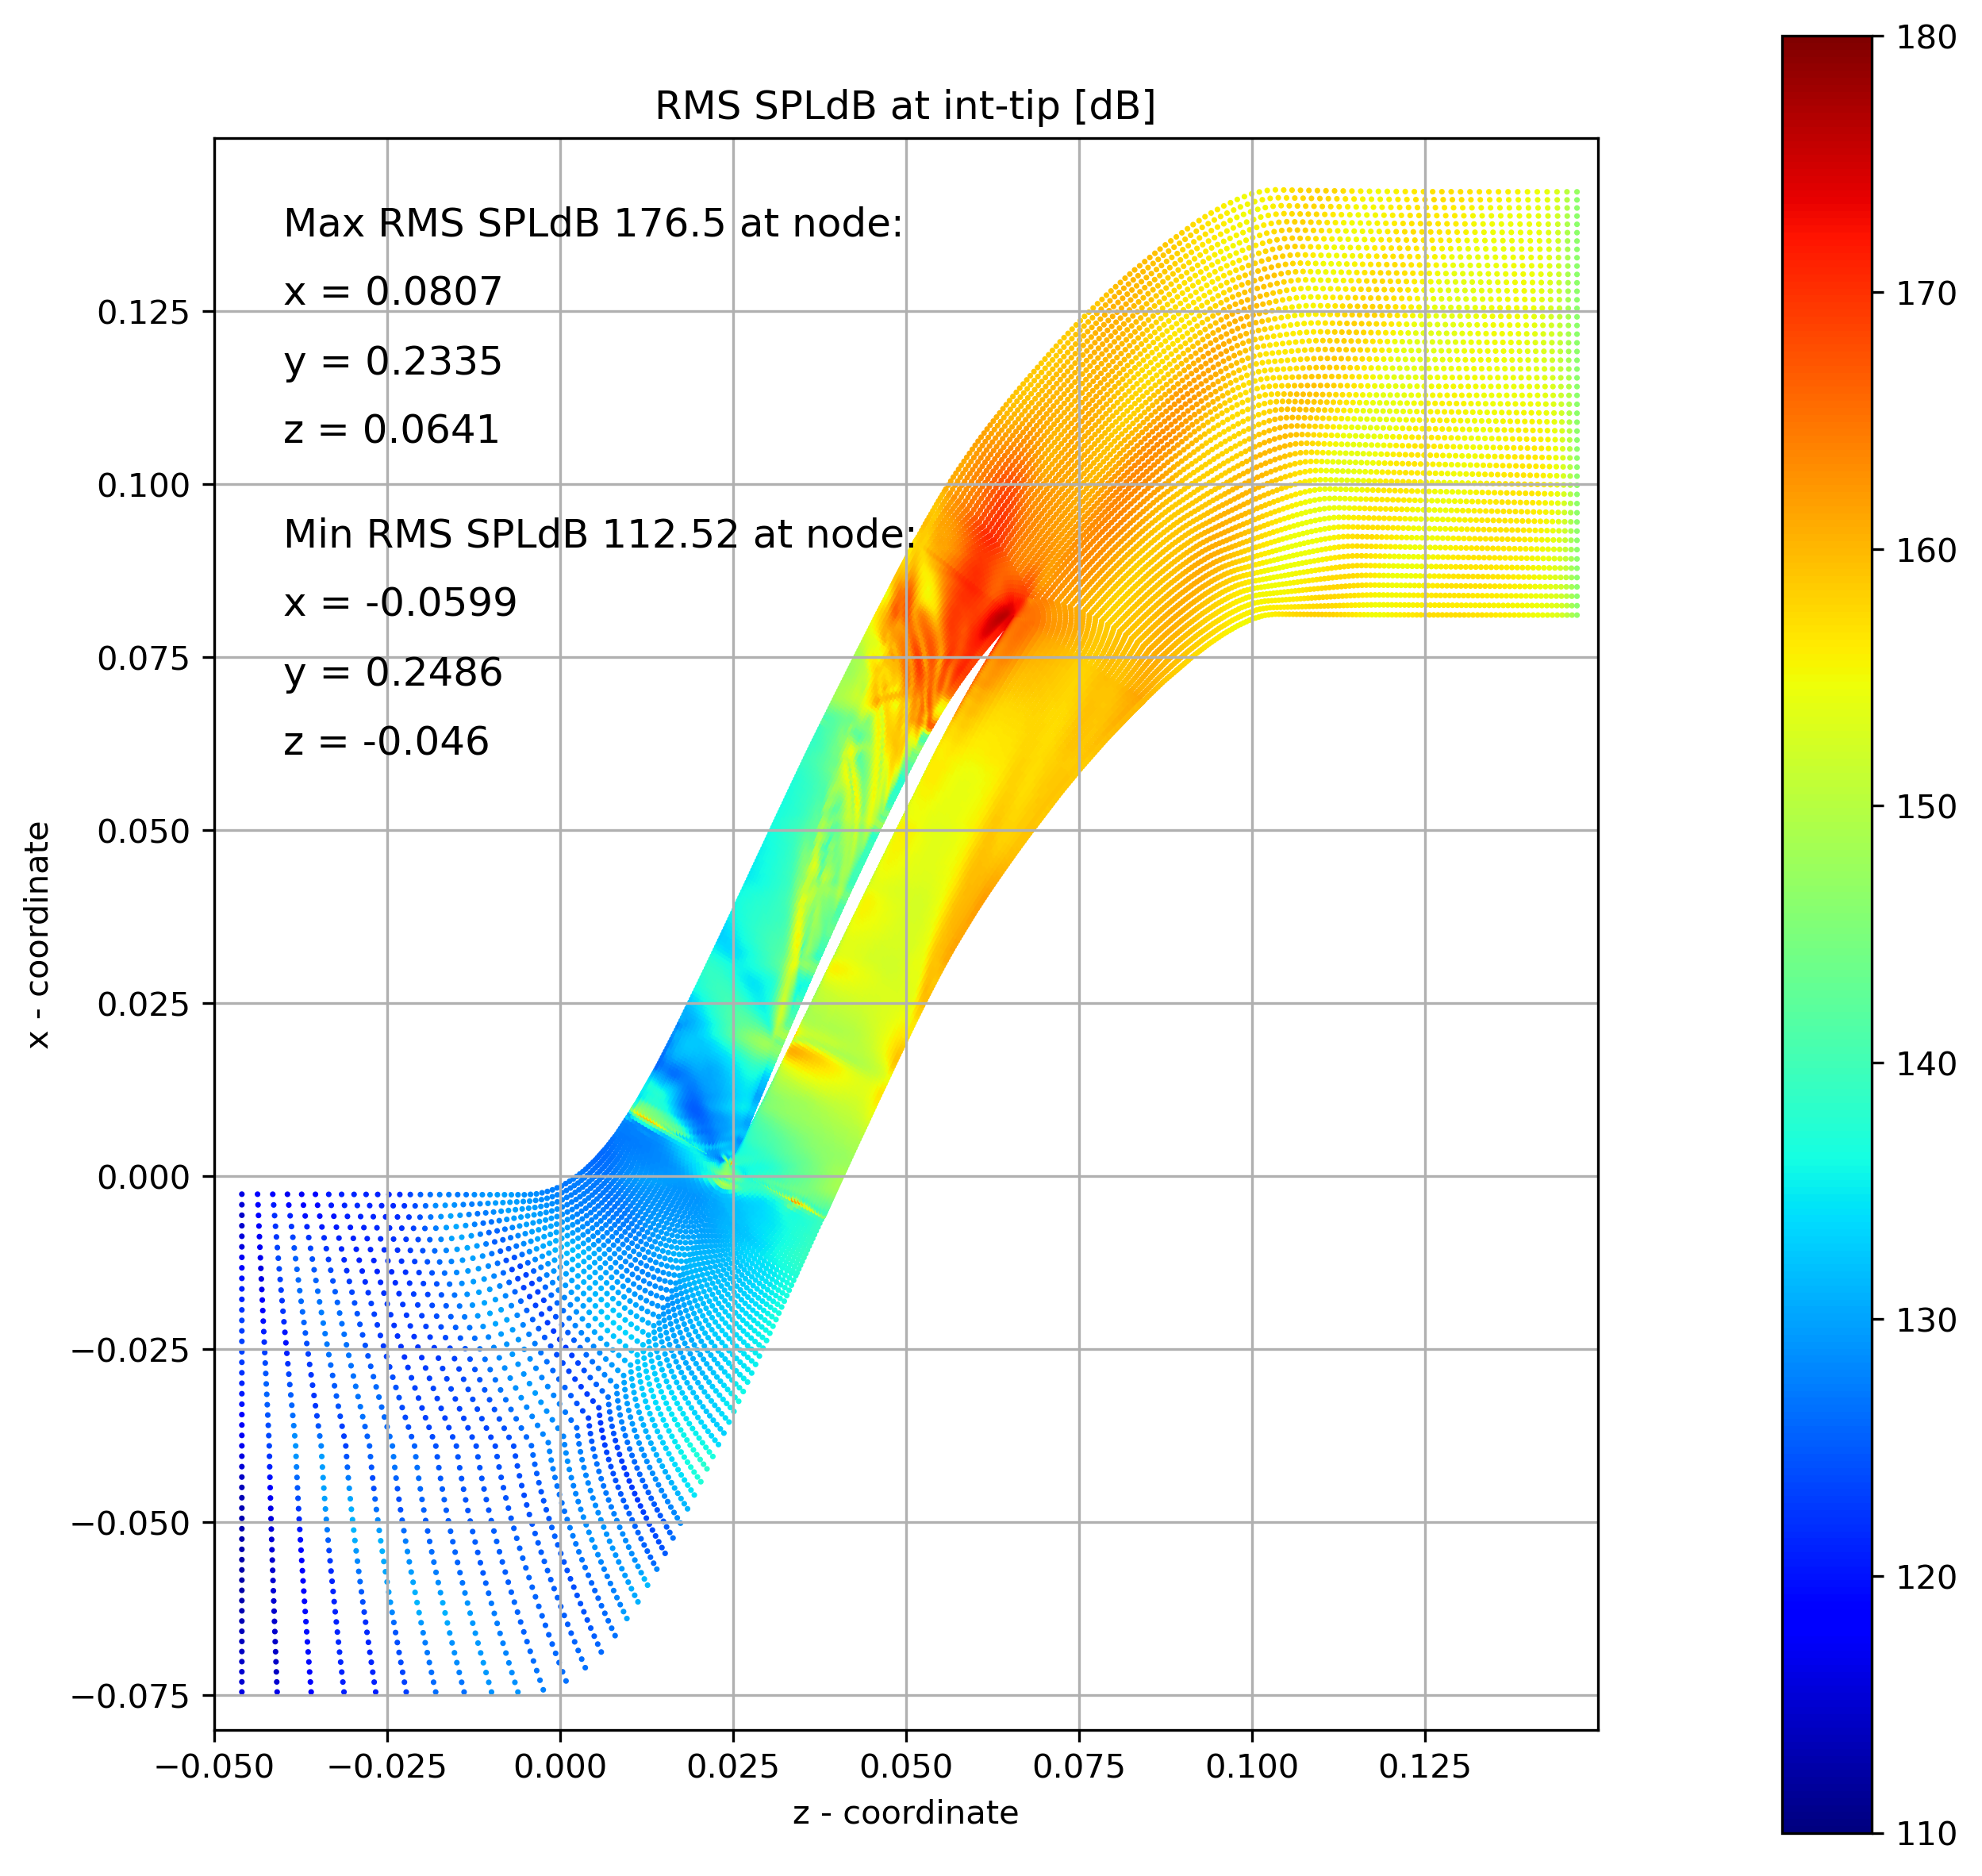 RMS SPLdB at int-tip [dB]
Max RMS SPLdB 176.5 at node:
x = 0.0807
y = 0.2335
z = 0.0641
Min RMS SPLdB 112.52 at node:
x = -0.0599
y = 0.2486
z = -0.046
x - coordinate
0.125
0.100
0.075
0.050
0.025
0.000
−0.025
−0.050
−0.075
−0.050
−0.025
0.000
0.025
0.050
0.075
0.100
0.125
z - coordinate
180
170
160
150
140
130
120
110